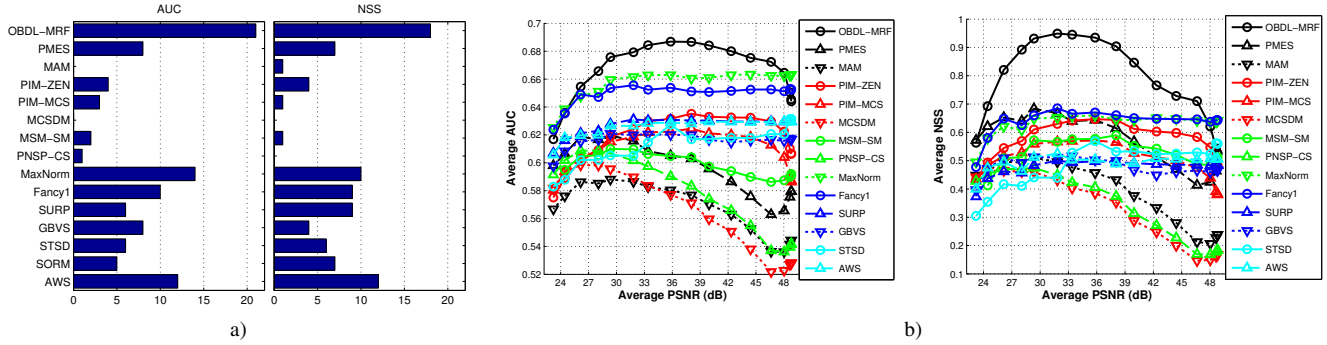 AUC
NSS
OBDL−MRF
PMES
MAM
PIM−ZEN
PIM−MCS
MCSDM
MSM−SM
PNSP−CS
MaxNorm
Fancy1
SURP
GBVS
STSD
SORM
AWS
0 5 10 15 20
0 5 10 15 20
a)
Average AUC
0.7
0.68
0.66
0.64
0.62
0.6
0.58
0.56
0.54
0.52
24 27 30 33 36 39 42 45 48
Average PSNR (dB)
OBDL−MRF
PMES
MAM
PIM−ZEN
PIM−MCS
MCSDM
MSM−SM
PNSP−CS
MaxNorm
Fancy1
SURP
GBVS
STSD
AWS
Average NSS
1
0.9
0.8
0.7
0.6
0.5
0.4
0.3
0.2
0.1
24 27 30 33 36 39 42 45 48
Average PSNR (dB)
OBDL−MRF
PMES
MAM
PIM−ZEN
PIM−MCS
MCSDM
MSM−SM
PNSP−CS
MaxNorm
Fancy1
SURP
GBVS
STSD
AWS
b)